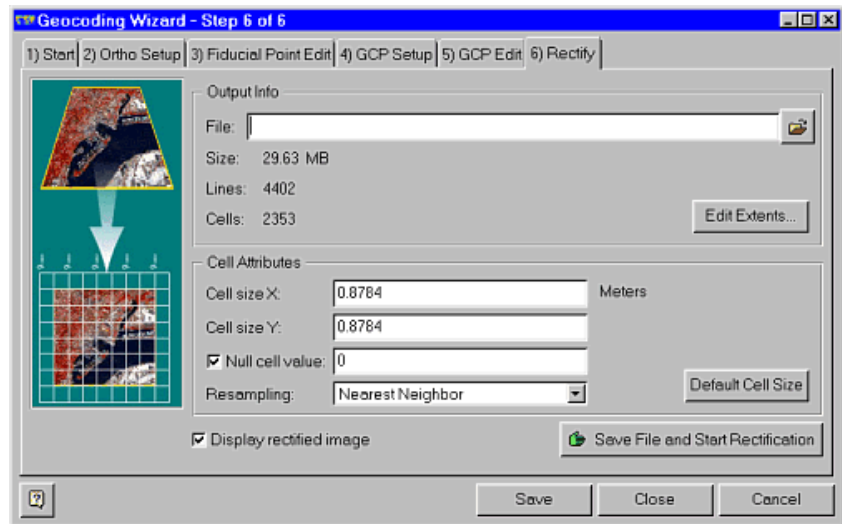 Geocoding Wizard - Step 6 of 6
1) Start 2) Ortho Setup 3) Fiducial Point Edit 4) GCP Setup 5) GCP Edit 6) Rectify
Output Info
File:
Size: 29.63 MB
Lines: 4402
Cells: 2353
Edit Extents...
Cell Attributes
Cell size X: 0.8784 Meters
Cell size Y: 0.8784
Null cell value: 0
Resampling: Nearest Neighbor
Default Cell Size
Display rectified image
Save File and Start Rectification
Save Close Cancel